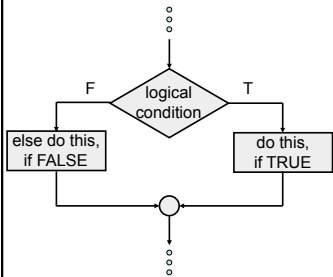 F
logical
condition
T
else do this,
if FALSE
do this,
if TRUE